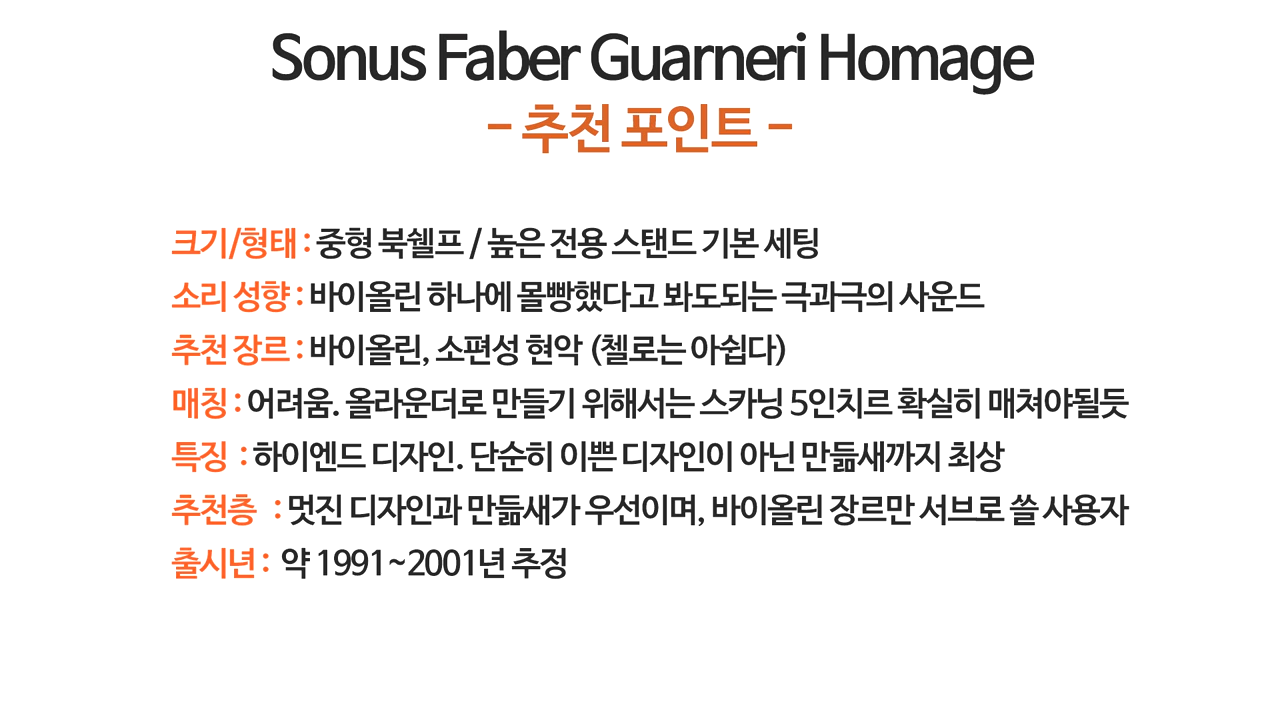 Sonus Faber Guarneri Homage
- 추천 포인트 -
크기/형태 : 중형 북쉘프 / 높은 전용 스탠드 기본 세팅
소리 성향 : 바이올린 하나에 몰빵했다고 봐도되는 극과극의 사운드
추천 장르 : 바이올린, 소편성 현악 (첼로는 아쉽다)
매칭 : 어려움. 올라운더로 만들기 위해서는 스카닝 5인치르 확실히 매쳐야될듯
특징 : 하이엔드 디자인. 단순히 이쁜 디자인이 아닌 만듦새까지 최상
추천층 : 멋진 디자인과 만듦새가 우선이며, 바이올린 장르만 서브로 쓸 사용자
출시년 : 약 1991~2001년 추정